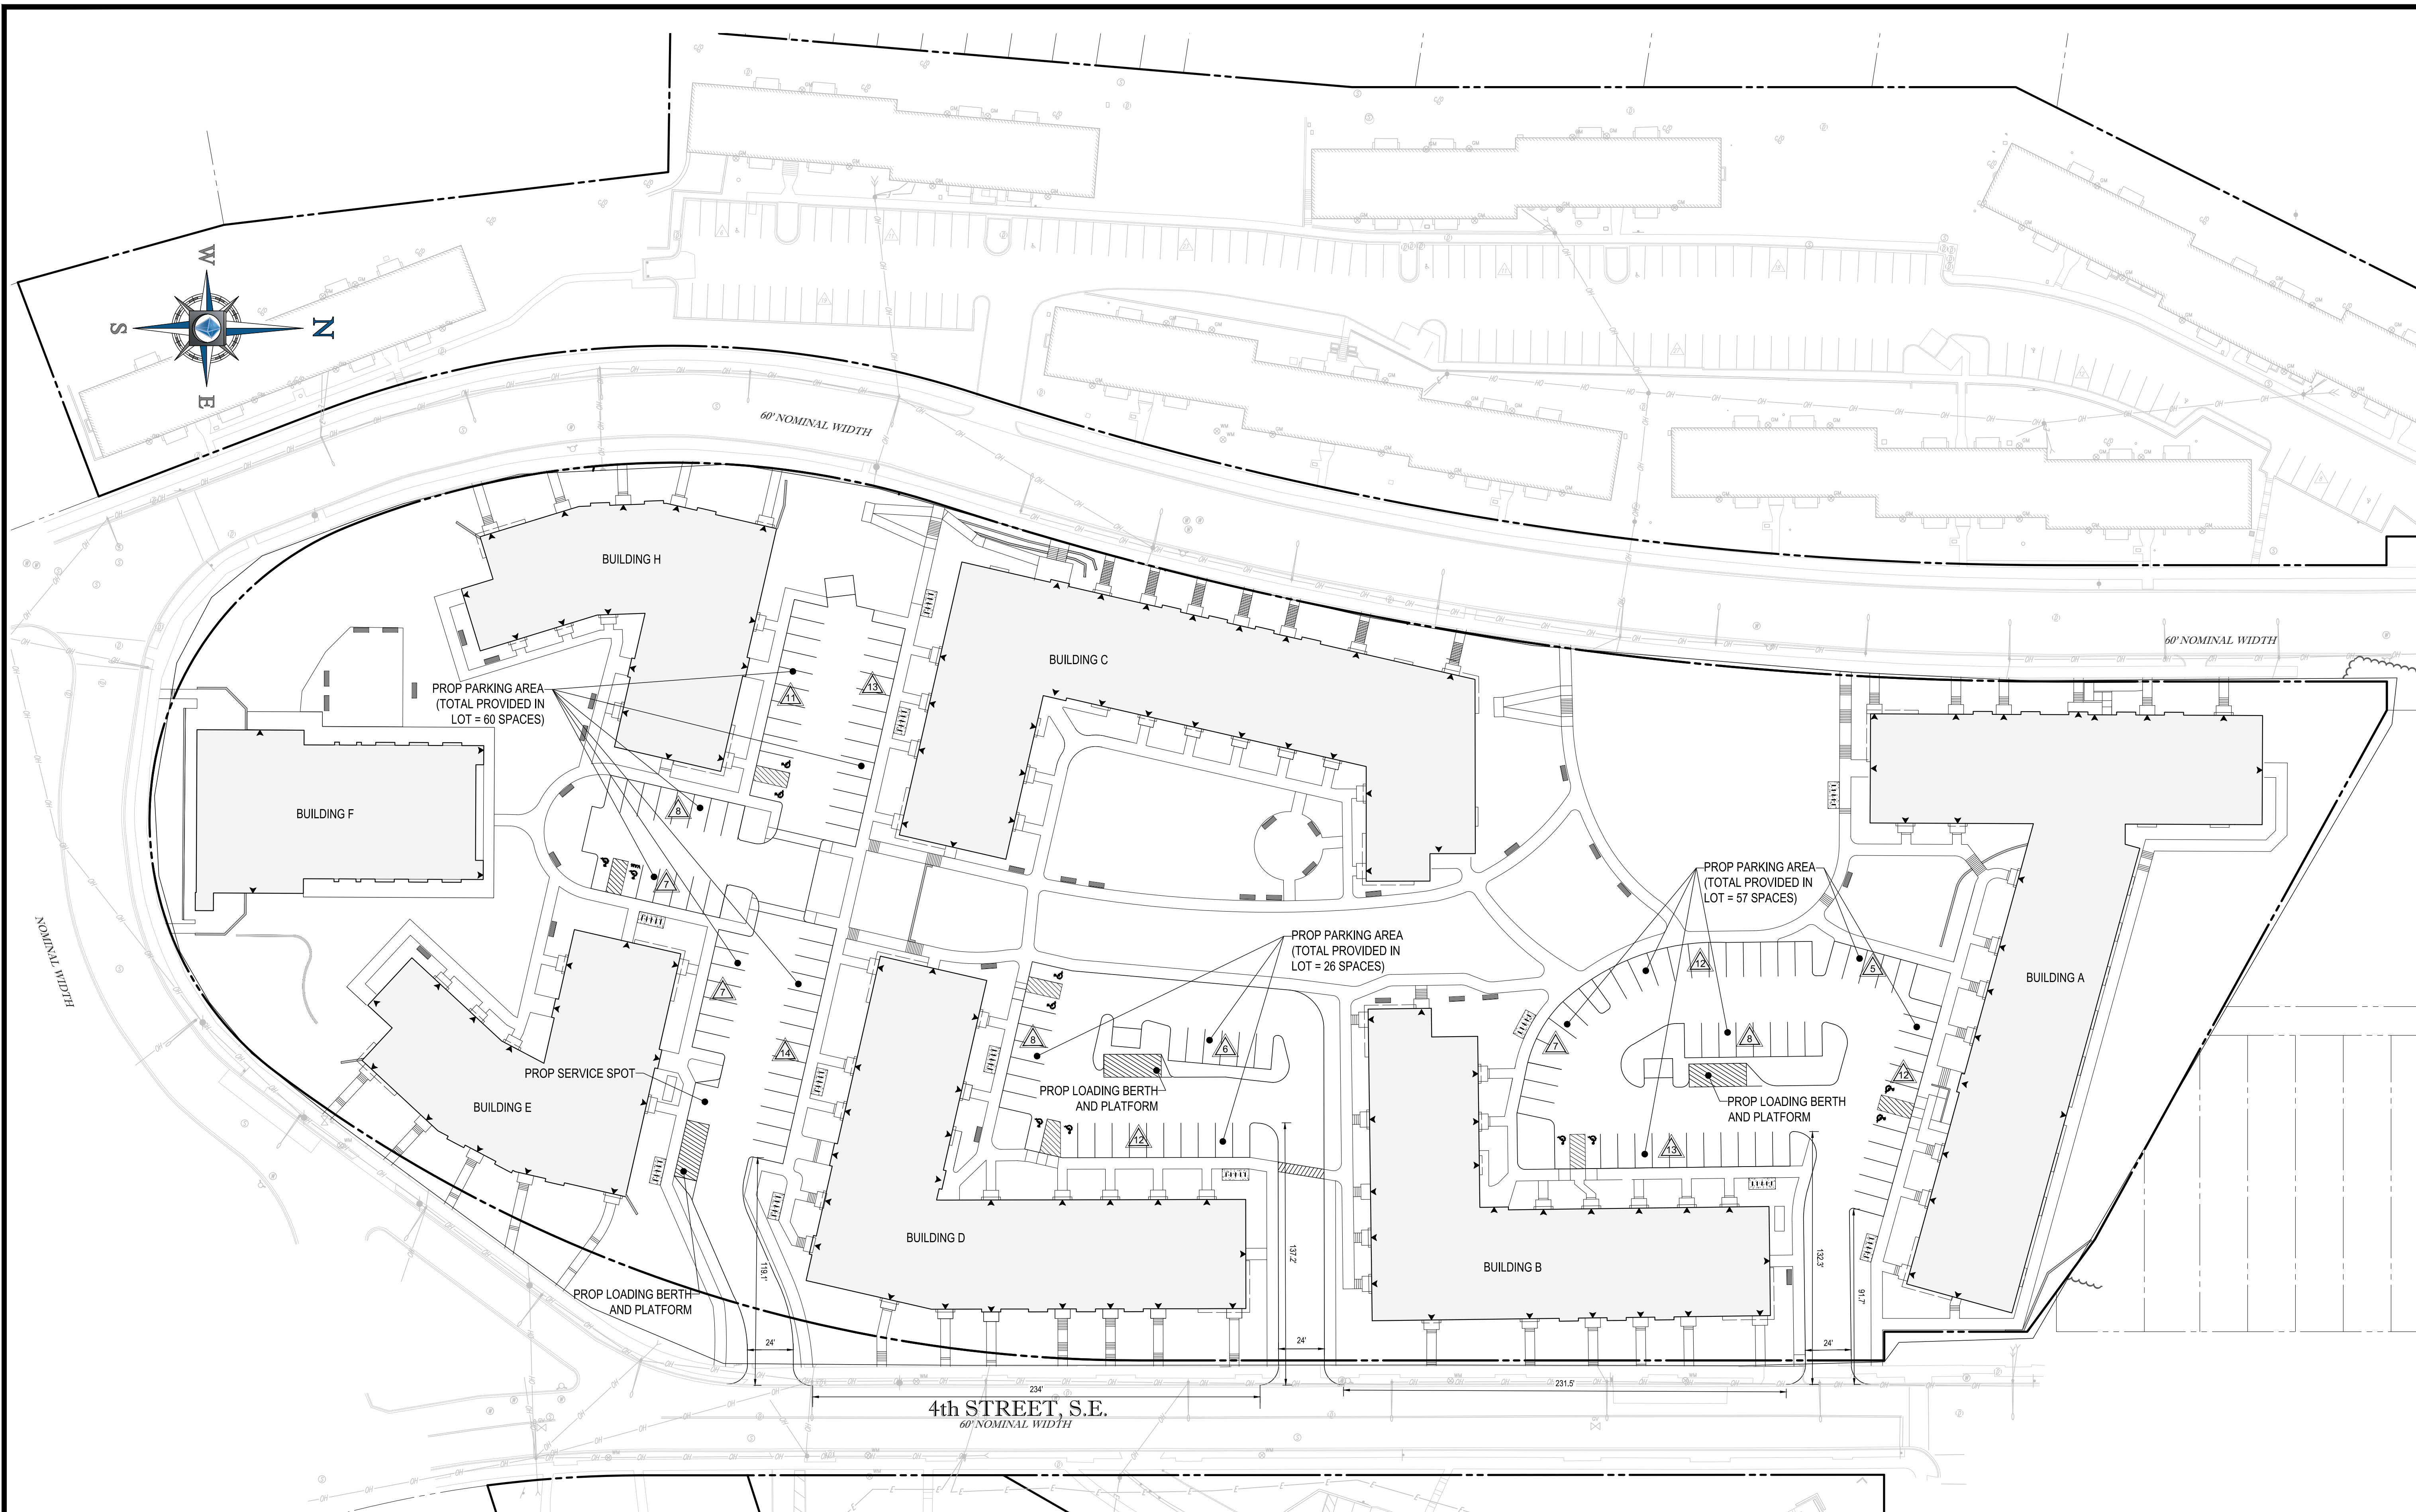 W
S
N
E
60' NOMINAL WIDTH
60' NOMINAL WIDTH
BUILDING H
BUILDING C
PROP PARKING AREA
(TOTAL PROVIDED IN
LOT = 60 SPACES)
11
13
BUILDING F
8
7
PROP PARKING AREA
(TOTAL PROVIDED IN
LOT = 57 SPACES)
PROP PARKING AREA
(TOTAL PROVIDED IN
LOT = 26 SPACES)
12
5
BUILDING A
NOMINAL WIDTH
7
14
8
6
7
8
12
PROP SERVICE SPOT
PROP LOADING BERTH
AND PLATFORM
PROP LOADING BERTH
AND PLATFORM
BUILDING E
12
13
BUILDING D
BUILDING B
PROP LOADING BERTH
AND PLATFORM
119.1'
137.2'
132.3'
91.7'
24'
24'
24'
234'
231.5'
4th STREET, S.E.
60' NOMINAL WIDTH